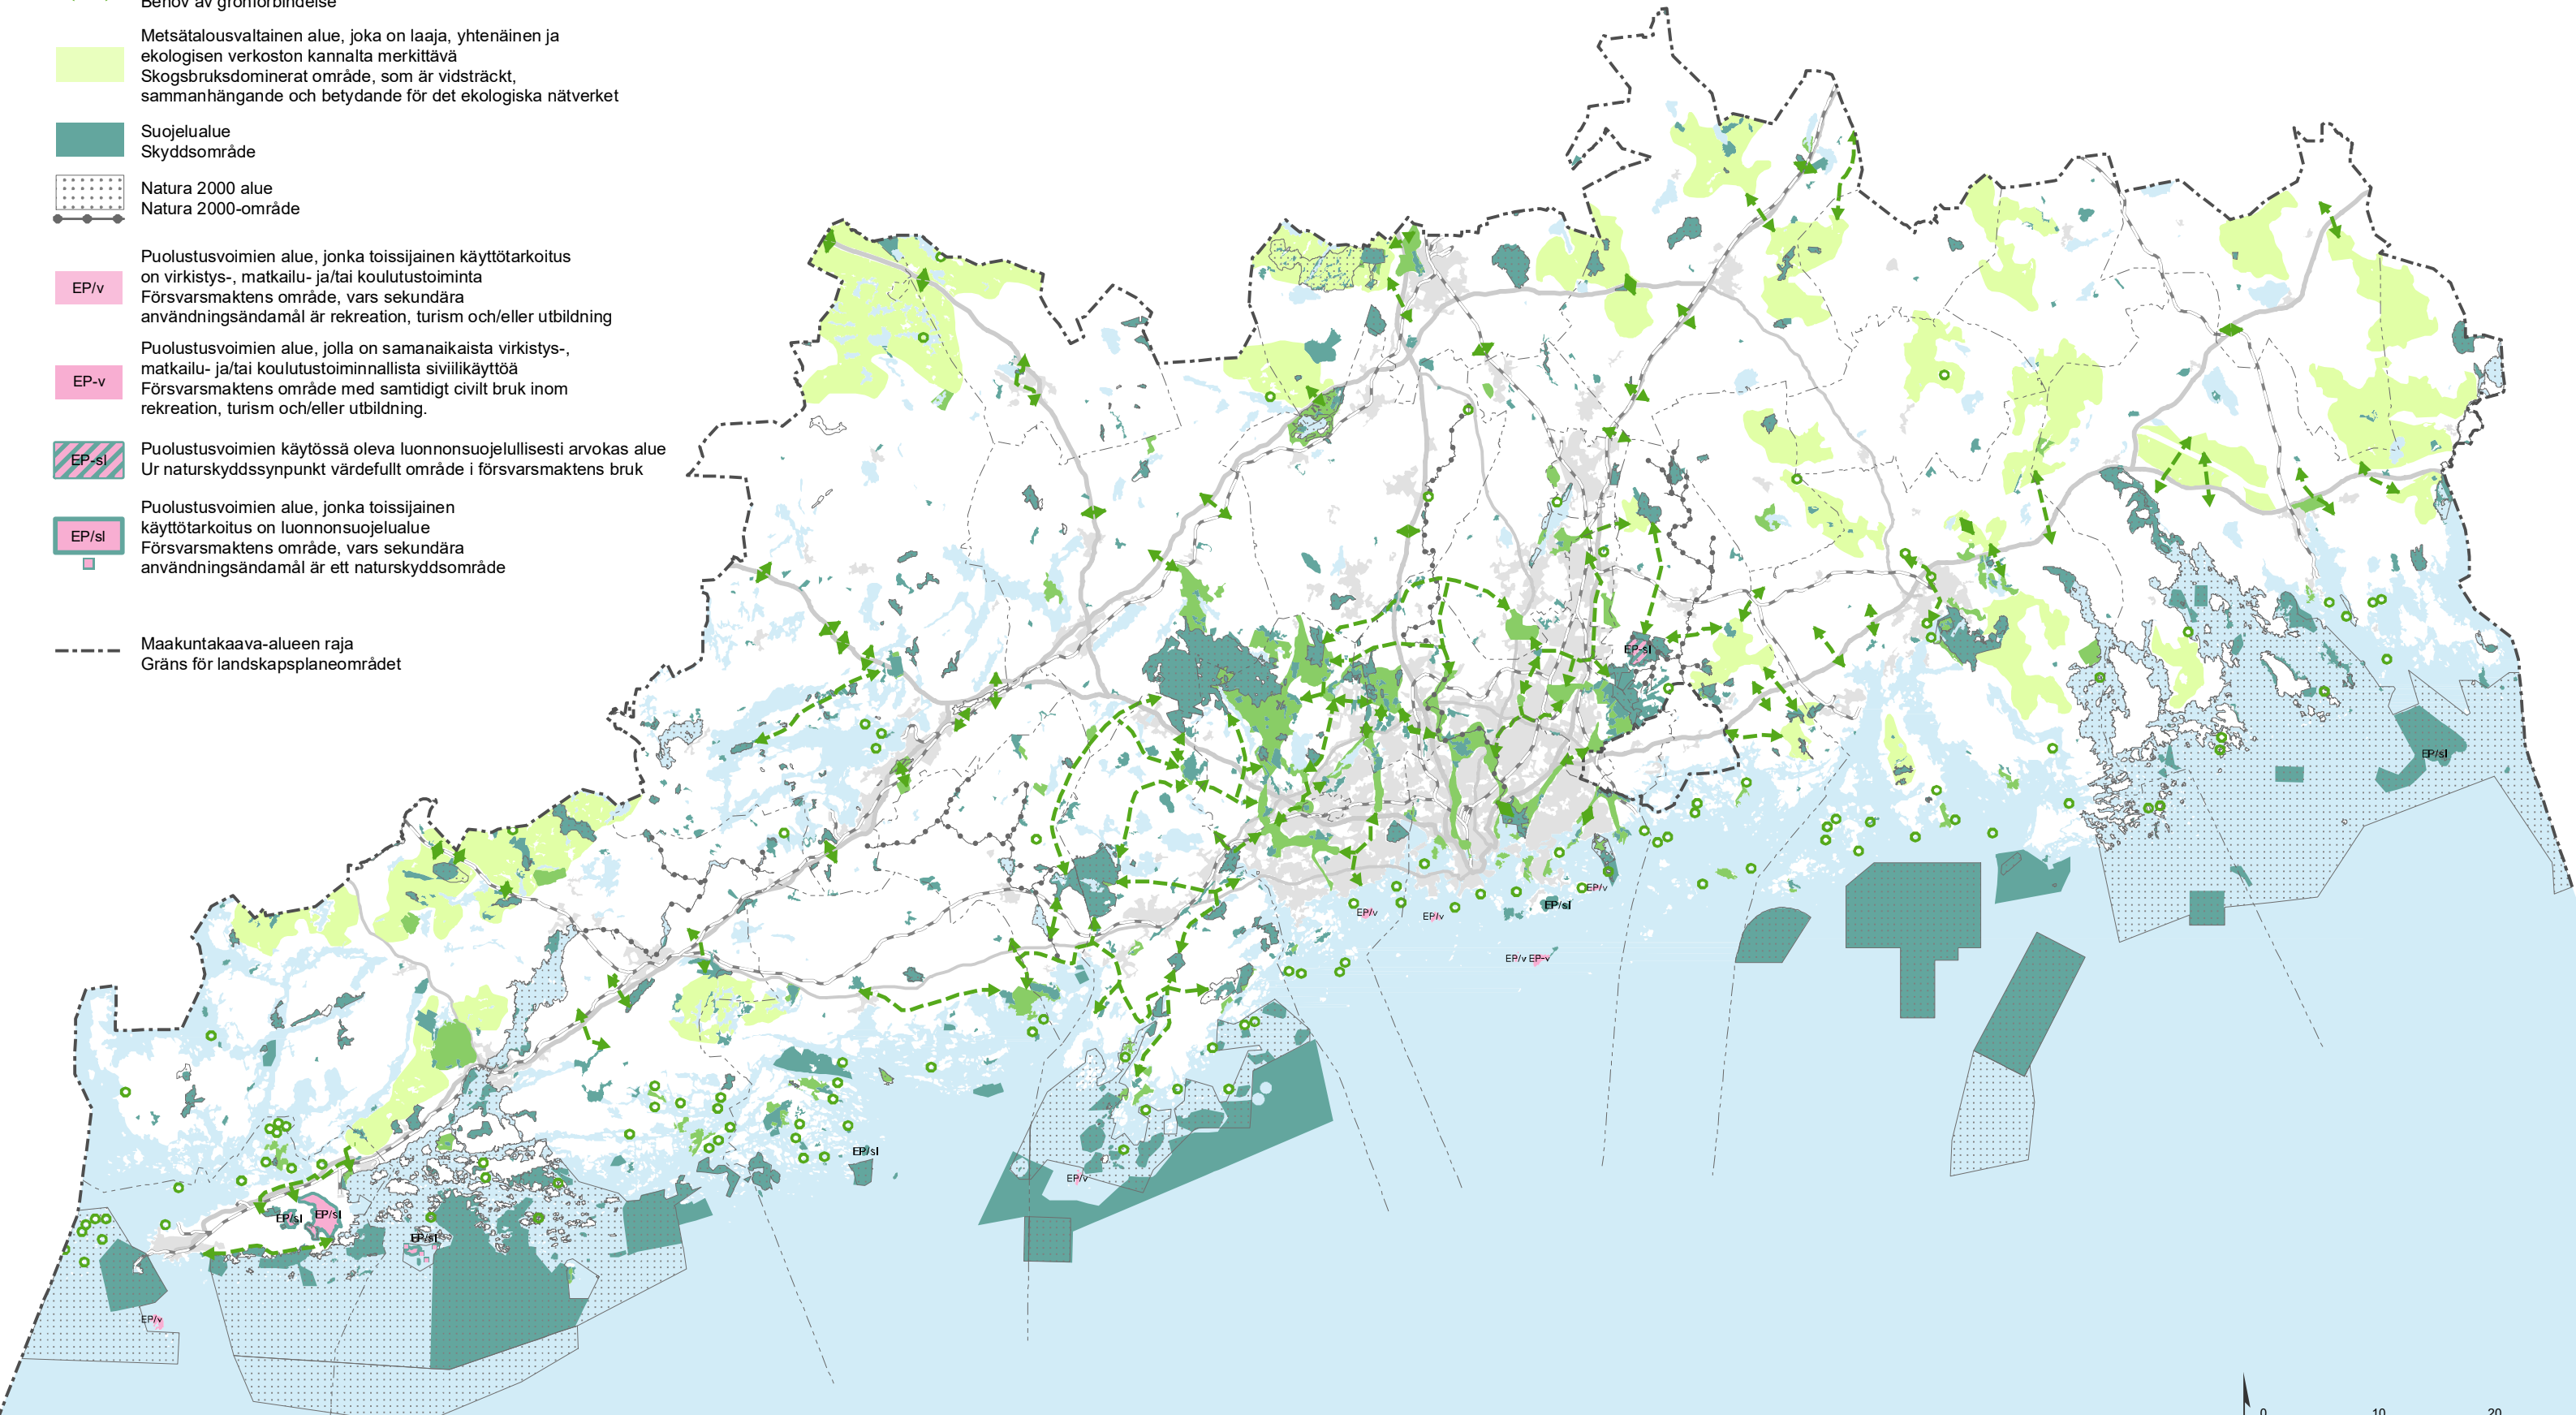 Behov av grönförbindelse
Metsätalousvaltainen alue, joka on laaja, yhtenäinen ja
ekologisen verkoston kannalta merkittävä
Skogsbruksdominerat område, som är vidsträckt,
sammanhängande och betydande för det ekologiska nätverket
Suojelualue
Skyddsområde
Natura 2000 alue
Natura 2000-område
EP/v
Puolustusvoimien alue, jonka toissijainen käyttötarkoitus
on virkistys-, matkailu- ja/tai koulutustoiminta
Försvarsmaktens område, vars sekundära
användningsändamål är rekreation, turism och/eller utbildning
EP-v
Puolustusvoimien alue, jolla on samanaikaista virkistys-,
matkailu- ja/tai koulutustoiminnallista siviilikäyttöä
Försvarsmaktens område med samtidigt civilt bruk inom
rekreation, turism och/eller utbildning.
EP-sl
Puolustusvoimien käytössä oleva luonnonsuojelullisesti arvokas alue
Ur naturskyddssynpunkt värdefullt område i försvarsmaktens bruk
EP/sl
Puolustusvoimien alue, jonka toissijainen
käyttötarkoitus on luonnonsuojelualue
Försvarsmaktens område, vars sekundära
användningsändamål är ett naturskyddsområde
Maakuntakaava-alueen raja
Gräns för landskapsplaneområdet
EP-sl
EP/sl
EP/v
EP/sl
EP/v
EP/v
EP/v EP-v
EP/sl
EP/v
EP/sl
EP/sl
EP/sl
EP/v
0 10 20